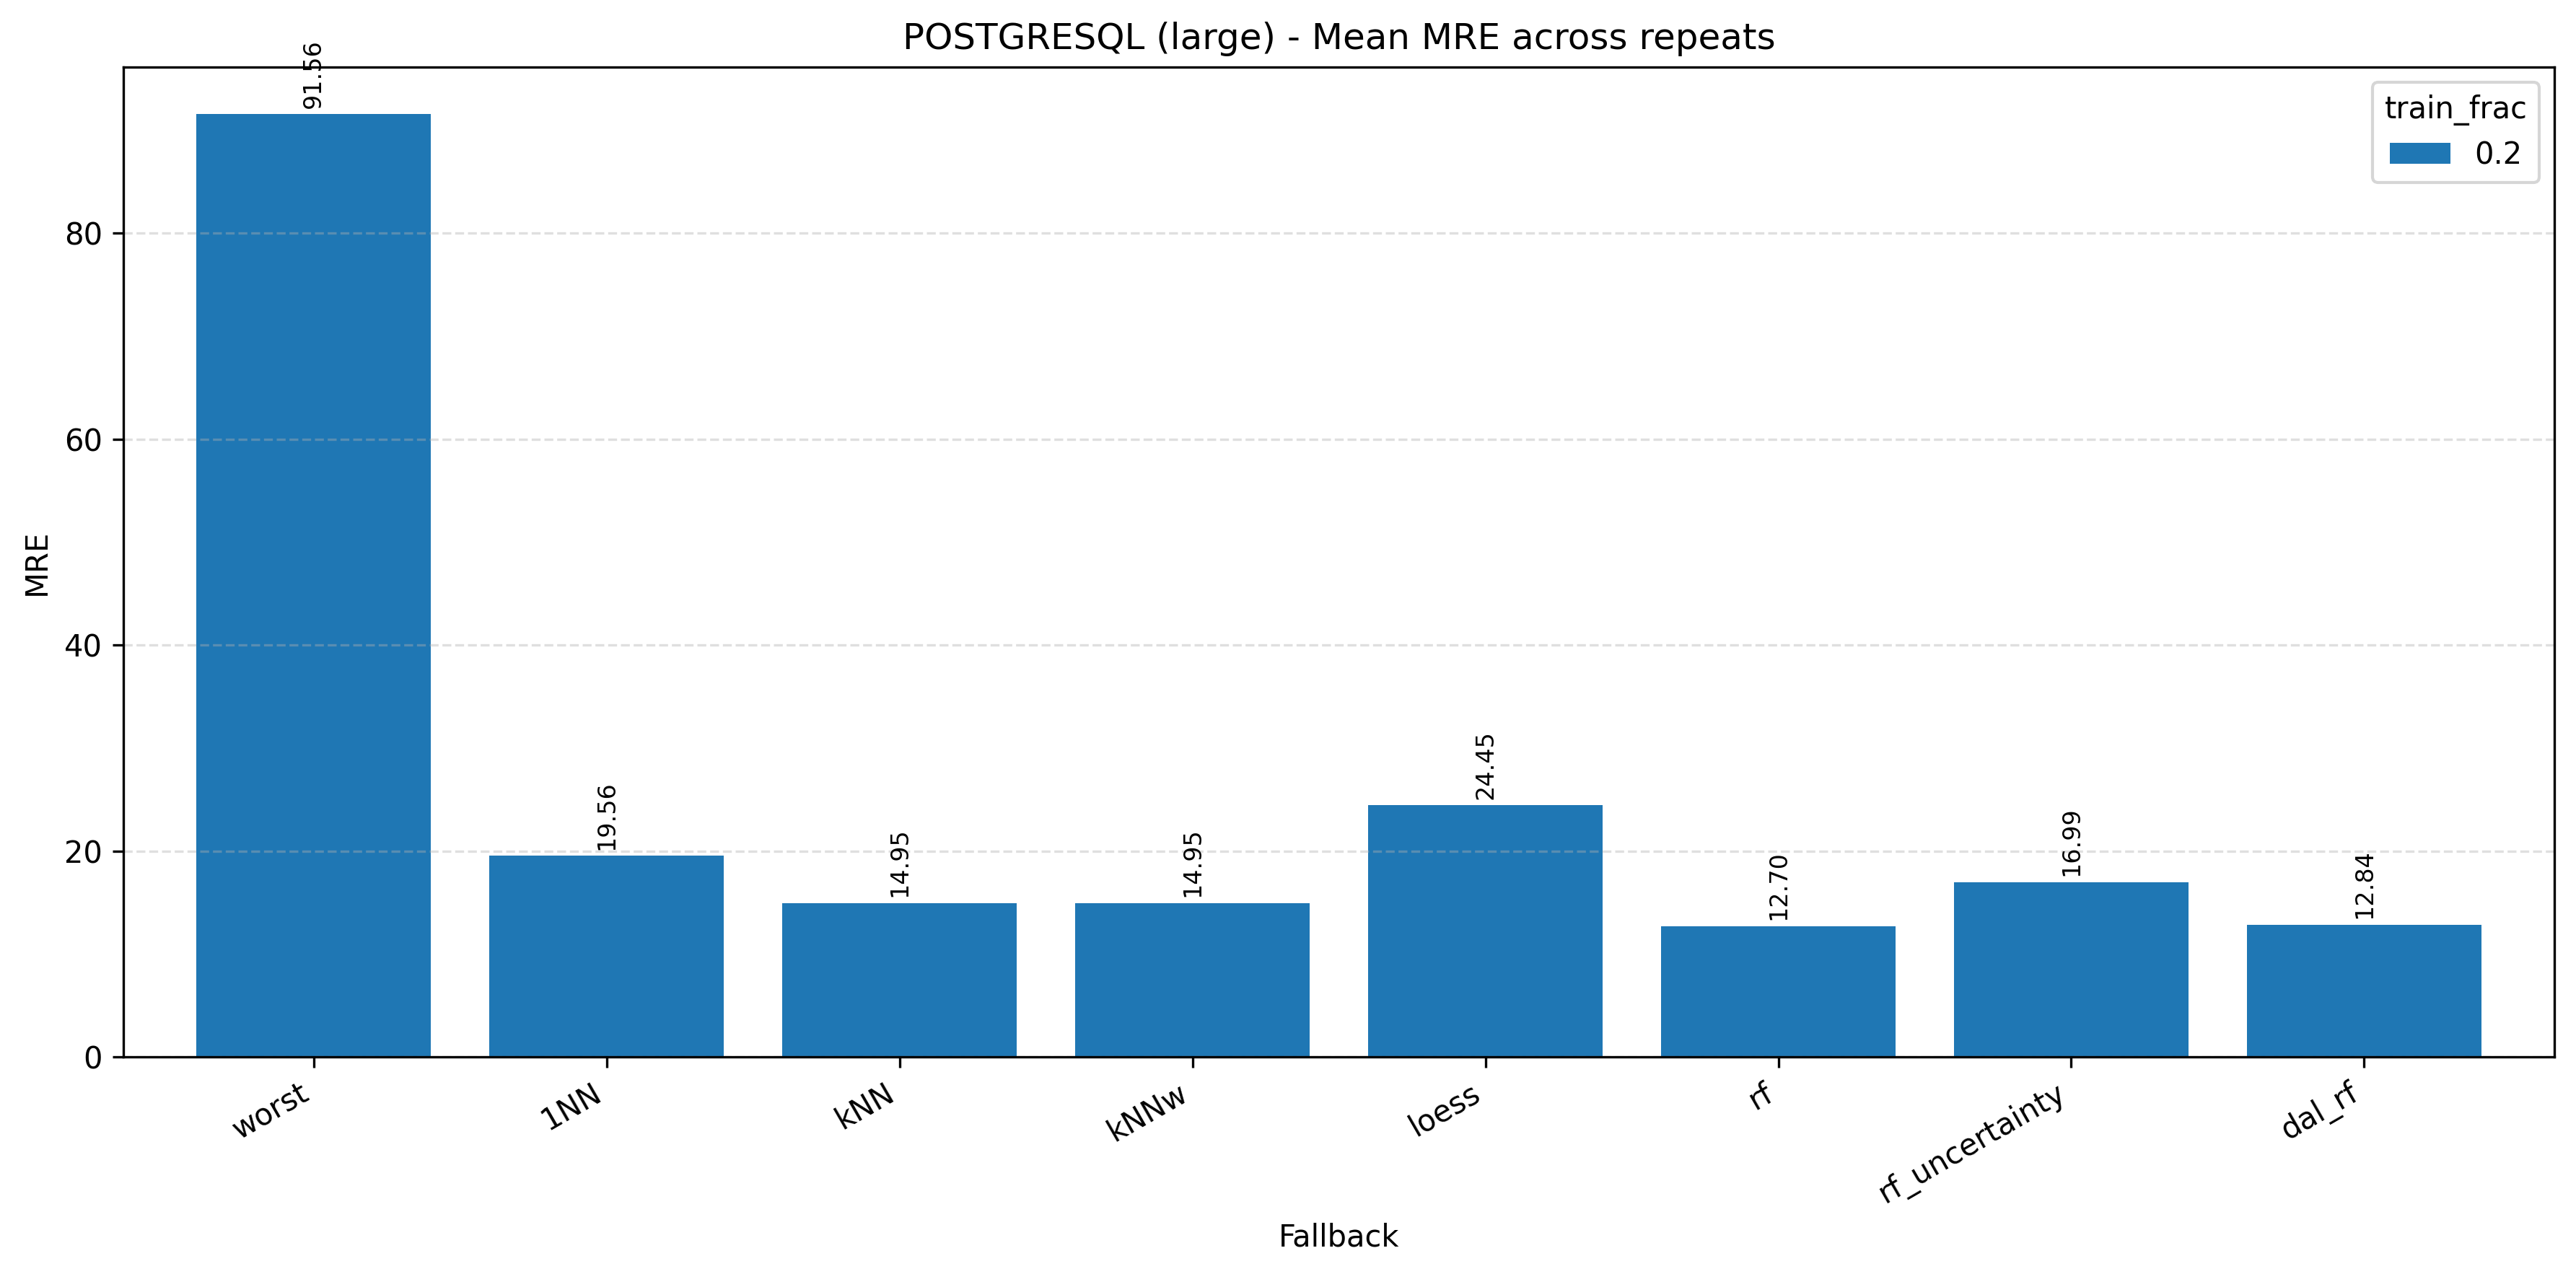 POSTGRESQL (large) - Mean MRE across repeats
train_frac
0.2
MRE
80
60
40
20
0
91.56
19.56
14.95
14.95
24.45
12.70
16.99
12.84
worst
1NN
kNN
kNNw
loess
rf
rf_uncertainty
dal_rf
Fallback